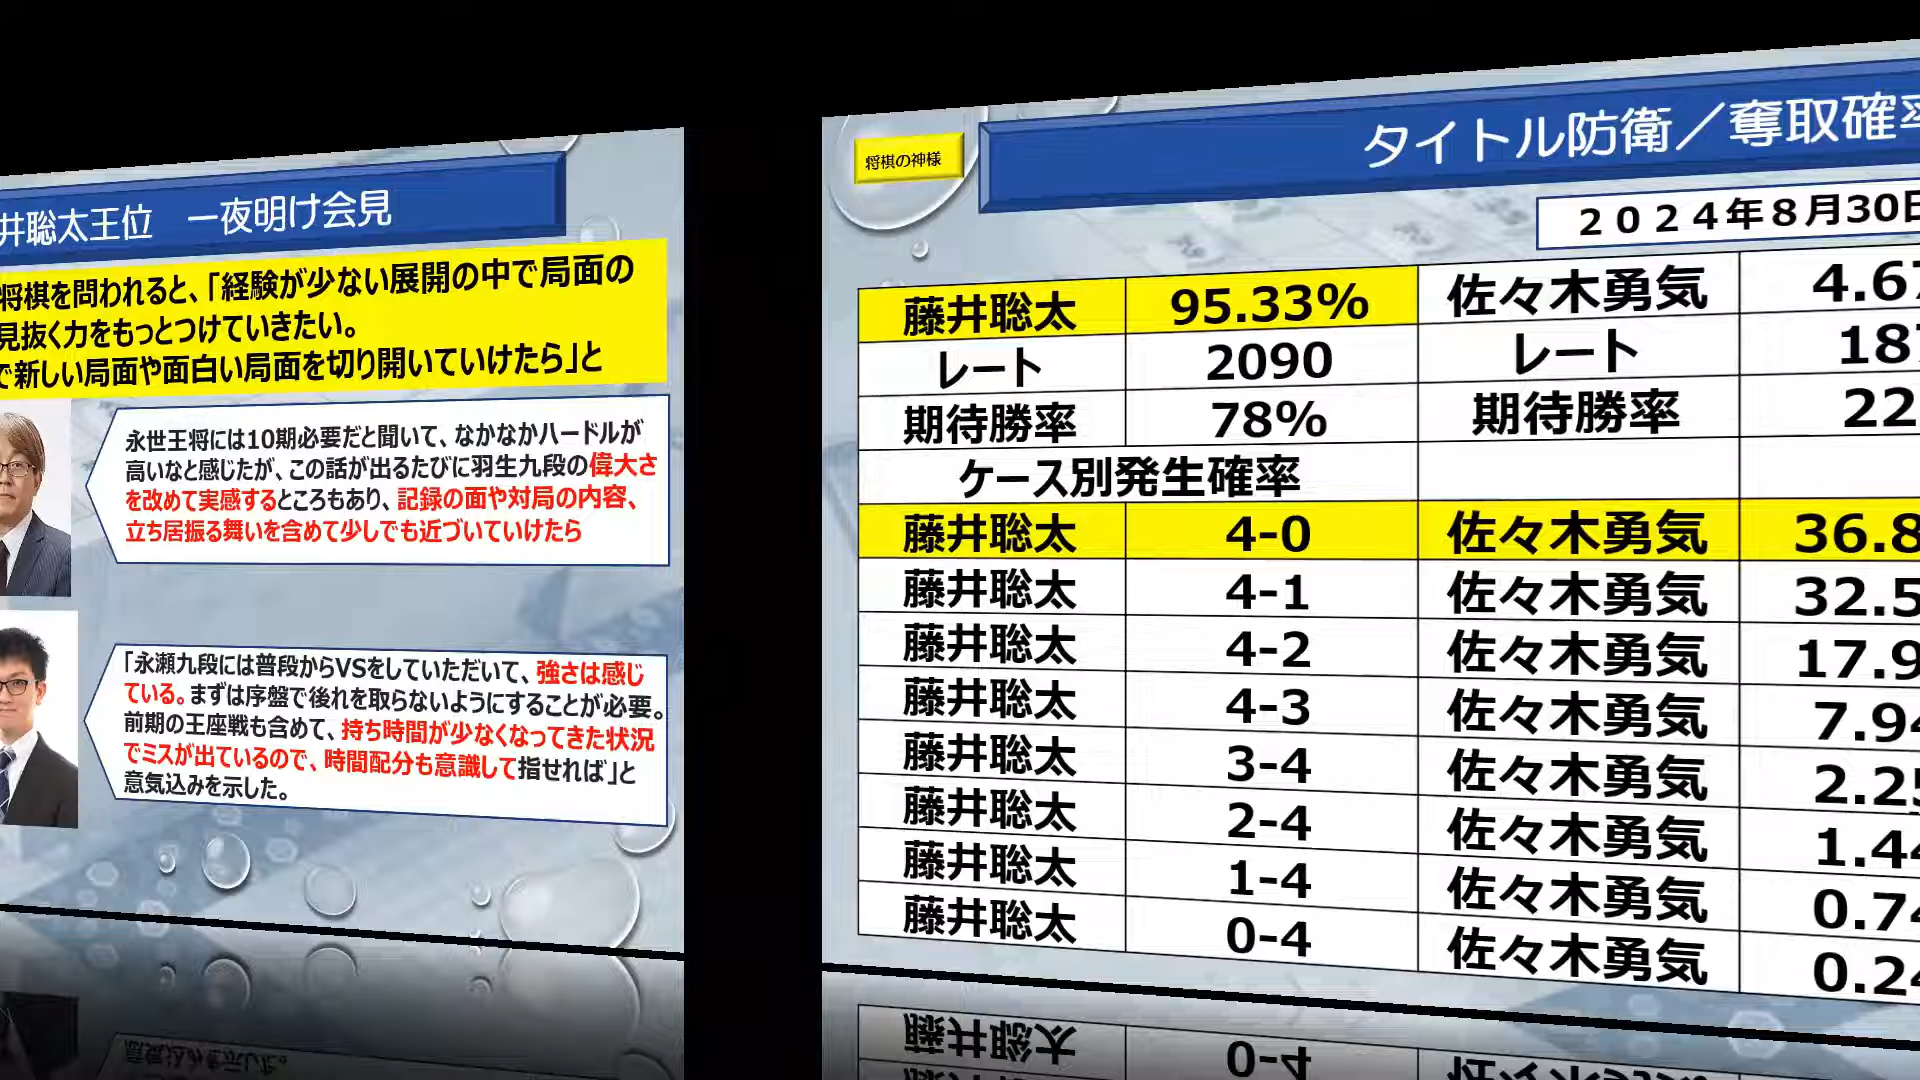 井聡太王位　一夜明け会見
将棋を問われると、「経験が少ない展開の中で局面の
見抜く力をもっとつけていきたい。
で新しい局面や面白い局面を切り開いていけたら」と
永世王将には10期必要だと聞いて、なかなかハードルが
高いなと感じたが、この話が出るたびに羽生九段の偉大さ
を改めて実感するところもあり、記録の面や対局の内容、
立ち居振る舞いを含めて少しでも近づいていけたら
「永瀬九段には普段からVSをしていただいて、強さは感じ
ている。まずは序盤で後れを取らないようにすることが必要。
前期の王座戦も含めて、持ち時間が少なくなってきた状況
でミスが出ているので、時間配分も意識して指せれば」と
意気込みを示した。
将棋の神様
タイトル防衛／奪取確率
２０２４年８月30日
藤井聡太 95.33% 佐々木勇気 4.67
レート 2090 レート 187
期待勝率 78% 期待勝率 22
ケース別発生確率
藤井聡太 4-0 佐々木勇気 36.8
藤井聡太 4-1 佐々木勇気 32.5
藤井聡太 4-2 佐々木勇気 17.9
藤井聡太 4-3 佐々木勇気 7.94
藤井聡太 3-4 佐々木勇気 2.25
藤井聡太 2-4 佐々木勇気 1.44
藤井聡太 1-4 佐々木勇気 0.74
藤井聡太 0-4 佐々木勇気 0.24